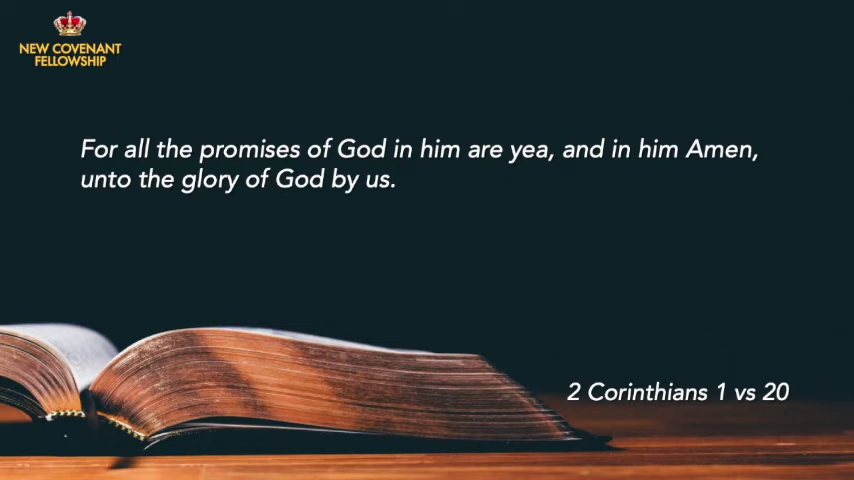 NEW COVENANT
FELLOWSHIP
For all the promises of God in him are yea, and in him Amen,
unto the glory of God by us.
2 Corinthians 1 vs 20